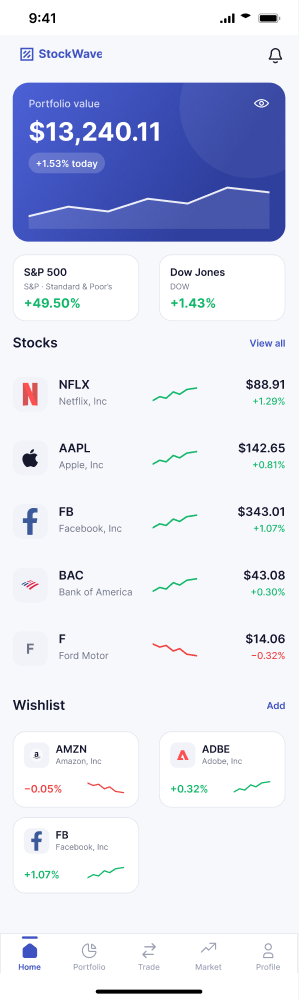 9:41
StockWave
Portfolio value
$13,240.11
+1.53% today
S&P 500
S&P · Standard & Poor's
+49.50%
Dow Jones
DOW
+1.43%
Stocks
View all
NFLX
Netflix, Inc
$88.91
+1.29%
AAPL
Apple, Inc
$142.65
+0.81%
FB
Facebook, Inc
$343.01
+1.07%
BAC
Bank of America
$43.08
+0.30%
F
F
Ford Motor
$14.06
−0.32%
Wishlist
Add
a
AMZN
Amazon, Inc
−0.05%
ADBE
Adobe, Inc
+0.32%
FB
Facebook, Inc
+1.07%
Home
Portfolio
Trade
Market
Profile